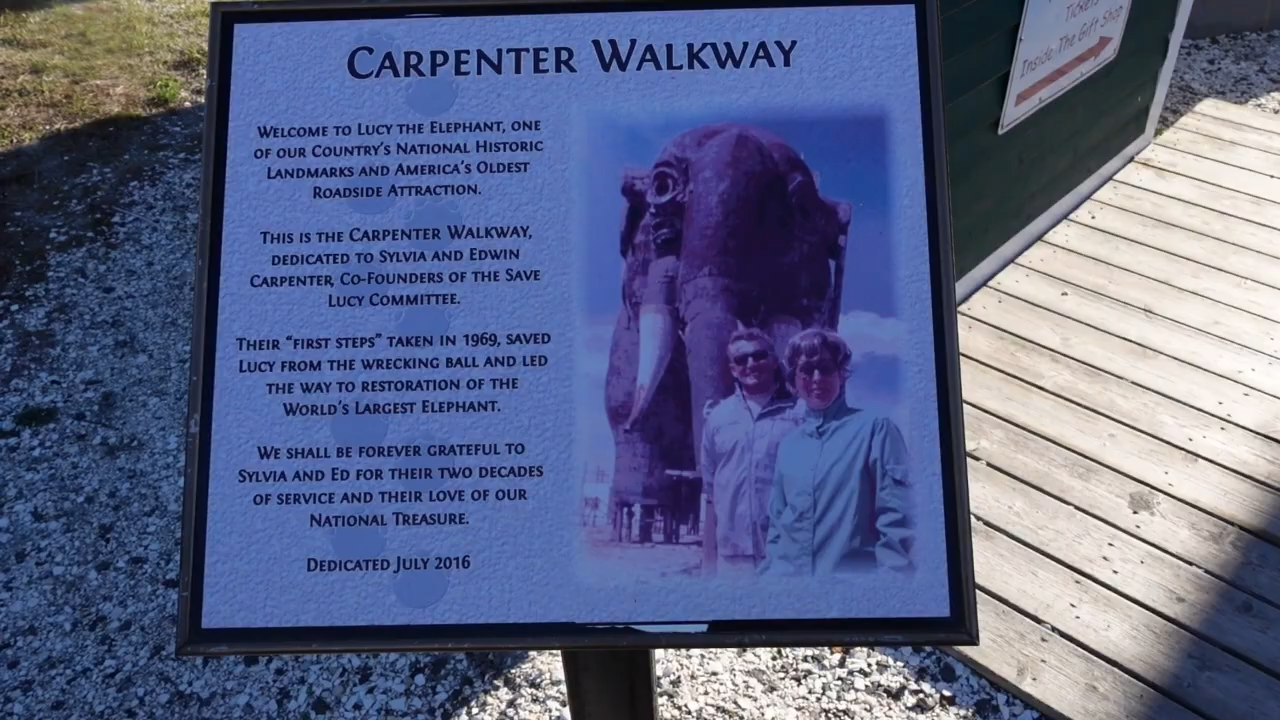 CARPENTER WALKWAY
WELCOME TO LUCY THE ELEPHANT, ONE
OF OUR COUNTRY'S NATIONAL HISTORIC
LANDMARKS AND AMERICA'S OLDEST
ROADSIDE ATTRACTION.
THIS IS THE CARPENTER WALKWAY,
DEDICATED TO SYLVIA AND EDWIN
CARPENTER, CO-FOUNDERS OF THE SAVE
LUCY COMMITTEE.
THEIR “FIRST STEPS” TAKEN IN 1969, SAVED
LUCY FROM THE WRECKING BALL AND LED
THE WAY TO RESTORATION OF THE
WORLD'S LARGEST ELEPHANT.
WE SHALL BE FOREVER GRATEFUL TO
SYLVIA AND ED FOR THEIR TWO DECADES
OF SERVICE AND THEIR LOVE OF OUR
NATIONAL TREASURE.
DEDICATED JULY 2016
Tickets
Inside The Gift Shop